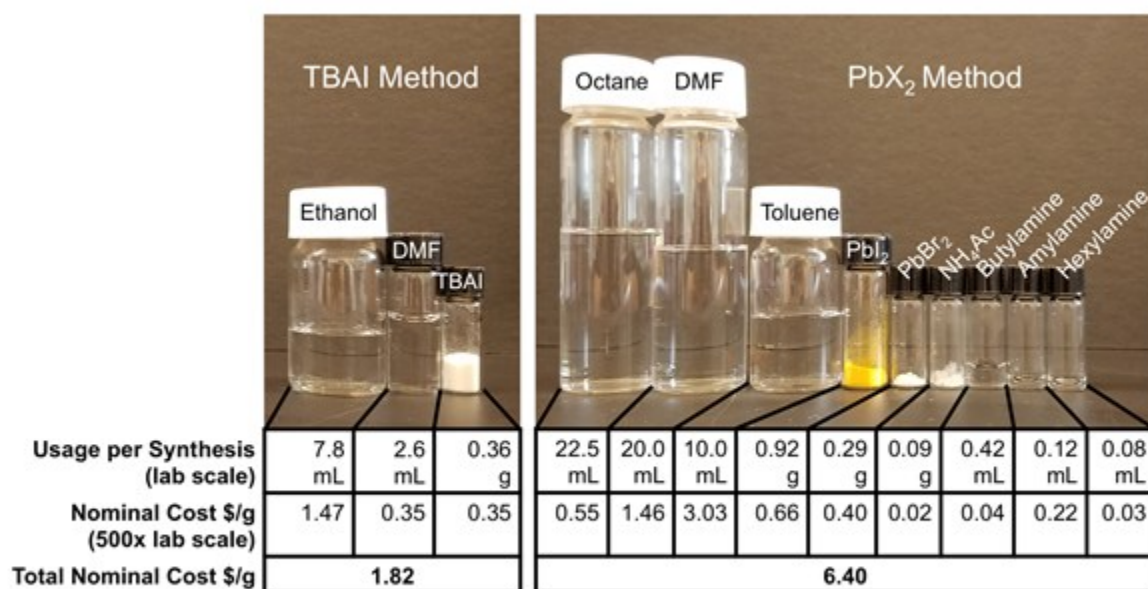 TBAI Method
PbX₂ Method
Octane
DMF
Ethanol
DMF
TBAI
Toluene
PbI₂
PbBr₂
NH₄Ac
Butylamine
Amylamine
Hexylamine
Usage per Synthesis (lab scale) 7.8 mL 2.6 mL 0.36 g 22.5 mL 20.0 mL 10.0 mL 0.92 g 0.29 g 0.09 g 0.42 mL 0.12 mL 0.08 mL
Nominal Cost $/g (500x lab scale) 1.47 0.35 0.35 0.55 1.46 3.03 0.66 0.40 0.02 0.04 0.22 0.03
Total Nominal Cost $/g 1.82 6.40